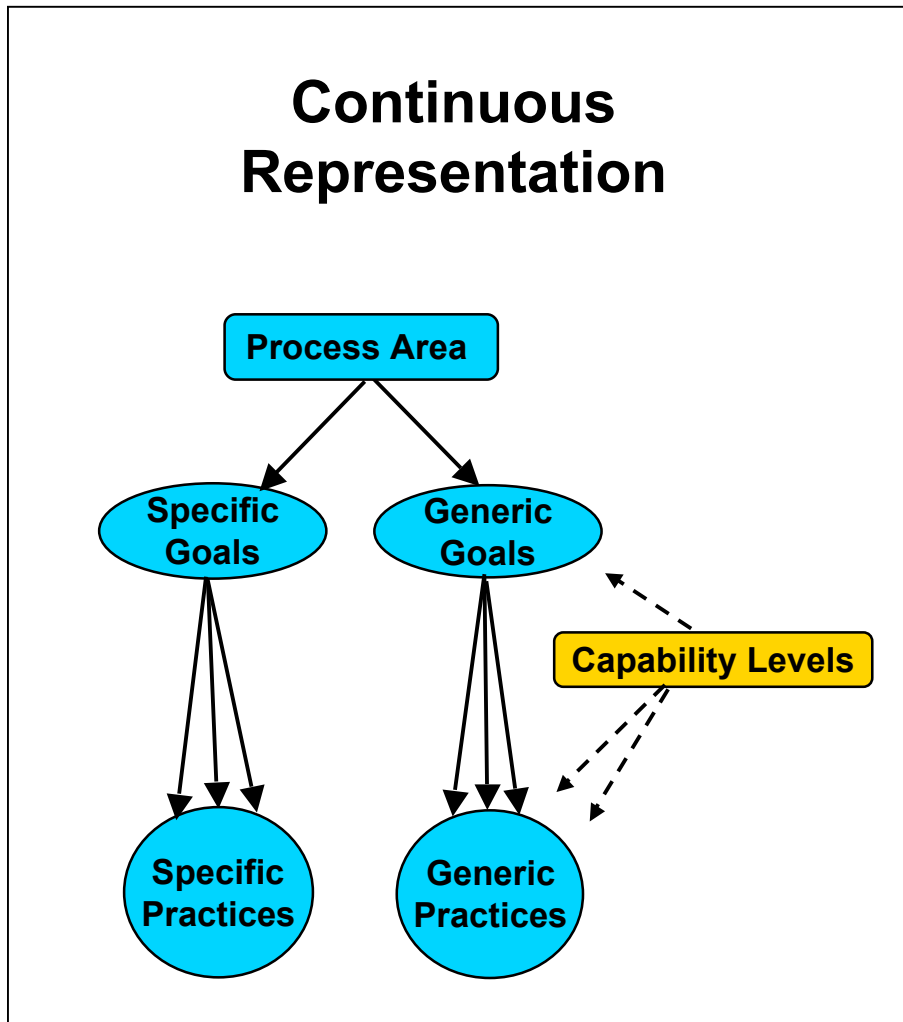 Continuous
Representation
Process Area
Specific
Goals
Generic
Goals
Capability Levels
Specific
Practices
Generic
Practices